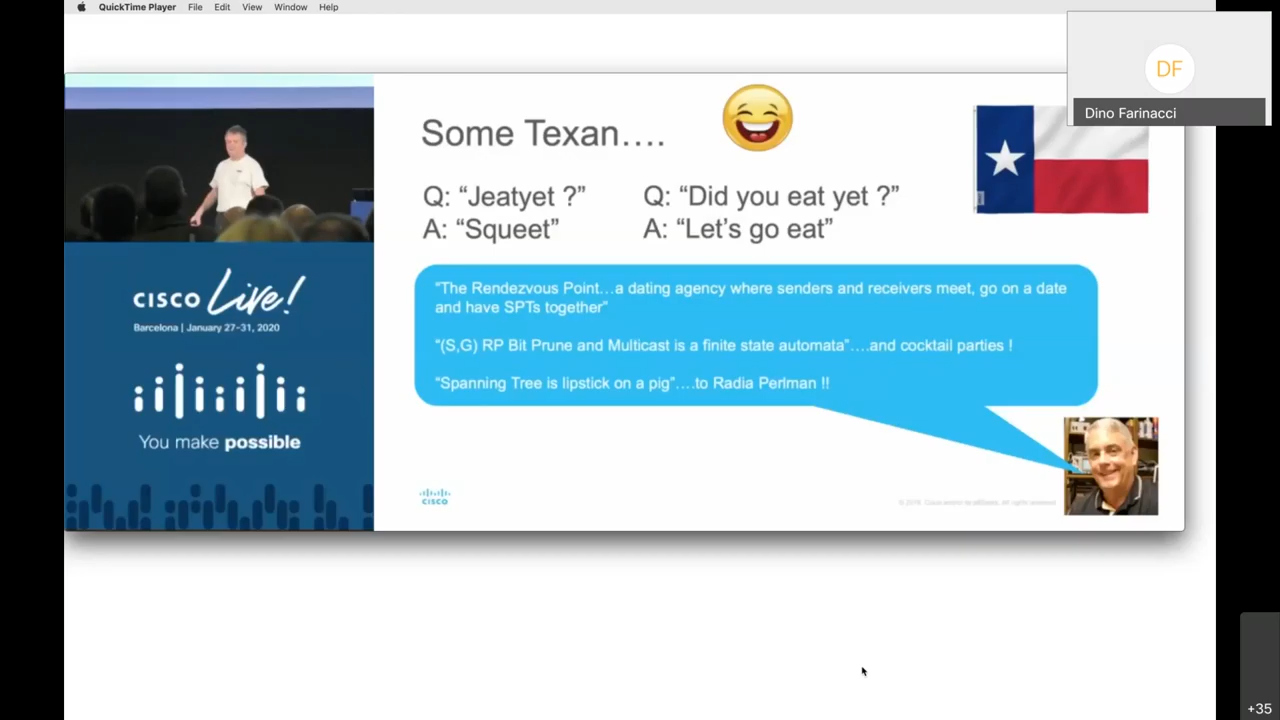 QuickTime Player File Edit View Window Help
DF
Dino Farinacci
Some Texan….
Q: “Jeatyet ?”
A: “Squeet”
Q: “Did you eat yet ?”
A: “Let’s go eat”
“The Rendezvous Point…a dating agency where senders and receivers meet, go on a date
and have SPTs together”
“(S,G) RP Bit Prune and Multicast is a finite state automata”….and cocktail parties !
“Spanning Tree is lipstick on a pig”….to Radia Perlman !!
CISCO Live!
Barcelona | January 27-31, 2020
You make possible
CISCO
+35